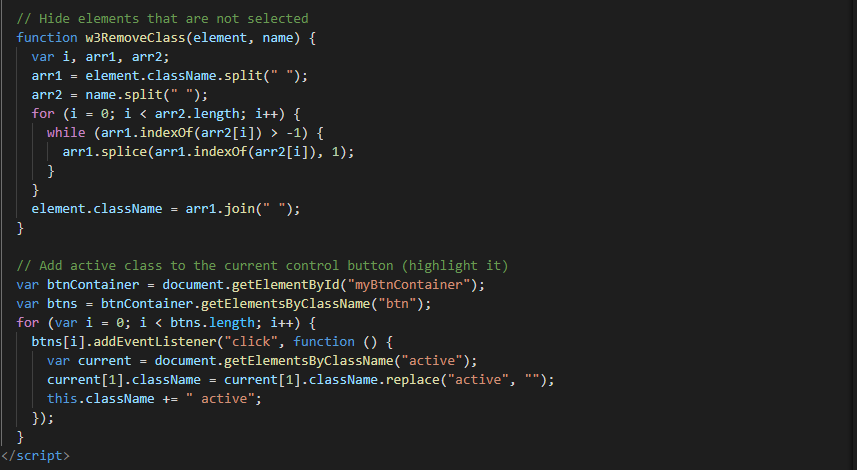 // Hide elements that are not selected
function w3RemoveClass(element, name) {
var i, arr1, arr2;
arr1 = element.className.split(" ");
arr2 = name.split(" ");
for (i = 0; i < arr2.length; i++) {
while (arr1.indexOf(arr2[i]) > -1) {
arr1.splice(arr1.indexOf(arr2[i]), 1);
}
}
element.className = arr1.join(" ");
}
// Add active class to the current control button (highlight it)
var btnContainer = document.getElementById("myBtnContainer");
var btns = btnContainer.getElementsByClassName("btn");
for (var i = 0; i < btns.length; i++) {
btns[i].addEventListener("click", function () {
var current = document.getElementsByClassName("active");
current[1].className = current[1].className.replace("active", "");
this.className += " active";
});
}
</script>